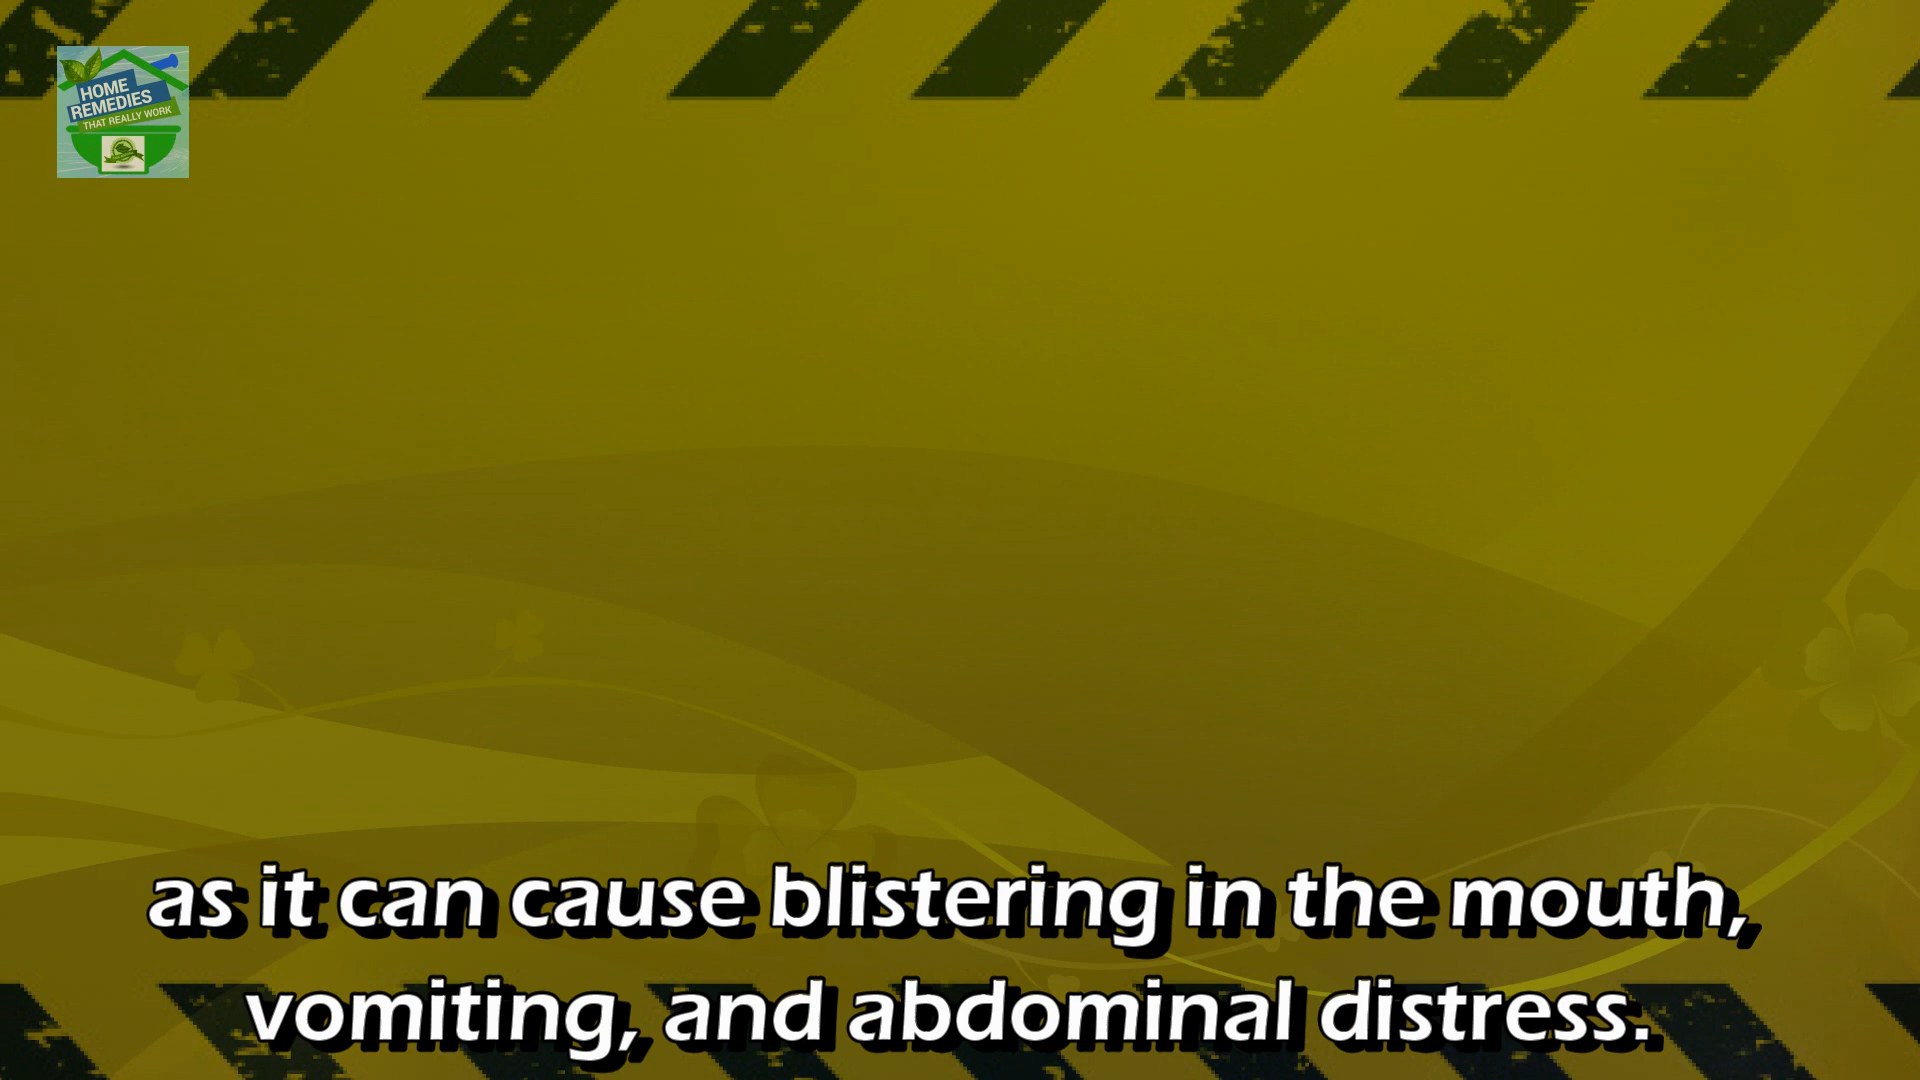 HOME
REMEDIES
THAT REALLY WORK
as it can cause blistering in the mouth,
vomiting, and abdominal distress.